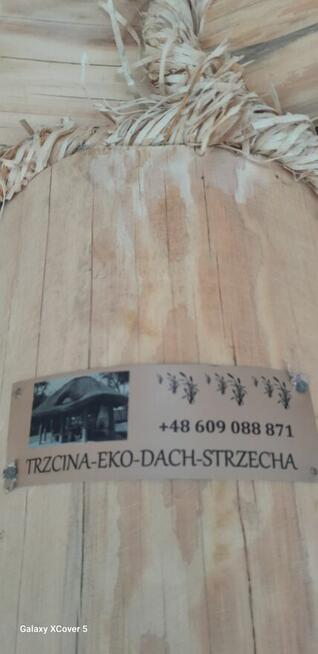 +48 609 088 871
TRZCINA-EKO-DACH-STRZECHA
Galaxy XCover 5